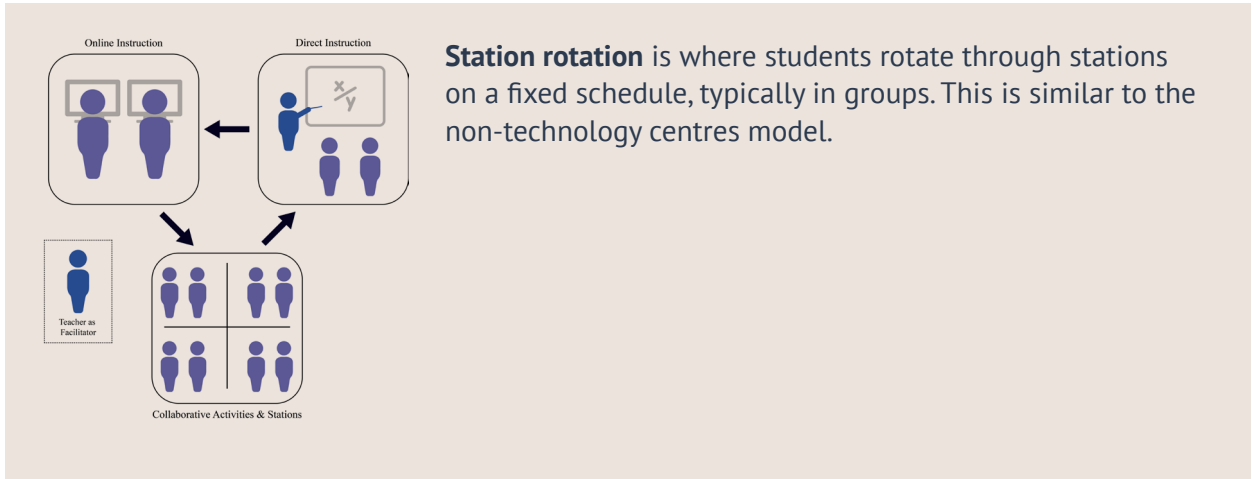 Online Instruction
Direct Instruction
x/y
Teacher as
Facilitator
Collaborative Activities & Stations
Station rotation is where students rotate through stations
on a fixed schedule, typically in groups. This is similar to the
non-technology centres model.